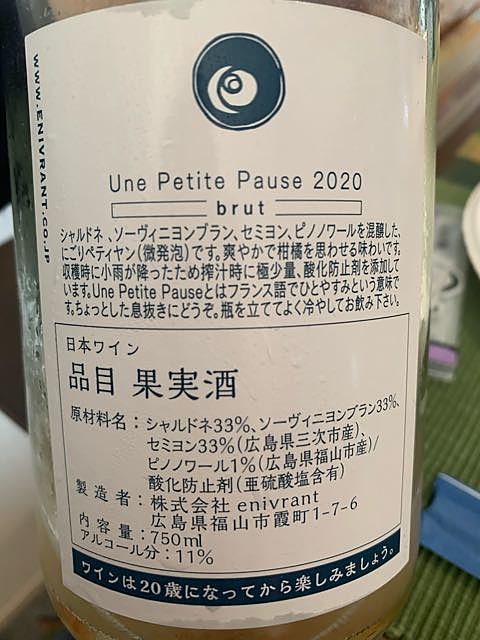 WWW.ENIVRANT.CO.JP
Une Petite Pause 2020
brut
シャルドネ、ソーヴィニヨンブラン、セミヨン、ピノノワールを混醸した、
にごりペティヤン(微発泡)です。爽やかで柑橘を思わせる味わいです。
収穫時に小雨が降ったため搾汁時に極少量、酸化防止剤を添加して
います。Une Petite Pauseとはフランス語でひとやすみという意味で
す。ちょっとした息抜きにどうぞ。瓶を立ててよく冷やしてお飲み下さい。
日本ワイン
品目 果実酒
原材料名:シャルドネ33%、ソーヴィニヨンブラン33%、
セミヨン33%(広島県三次市産)、
ピノノワール1%(広島県福山市産)/
酸化防止剤(亜硫酸塩含有)
製造者:株式会社 enivrant
広島県福山市霞町1-7-6
内容量:750ml
アルコール分:11%
ワインは20歳になってから楽しみましょう。